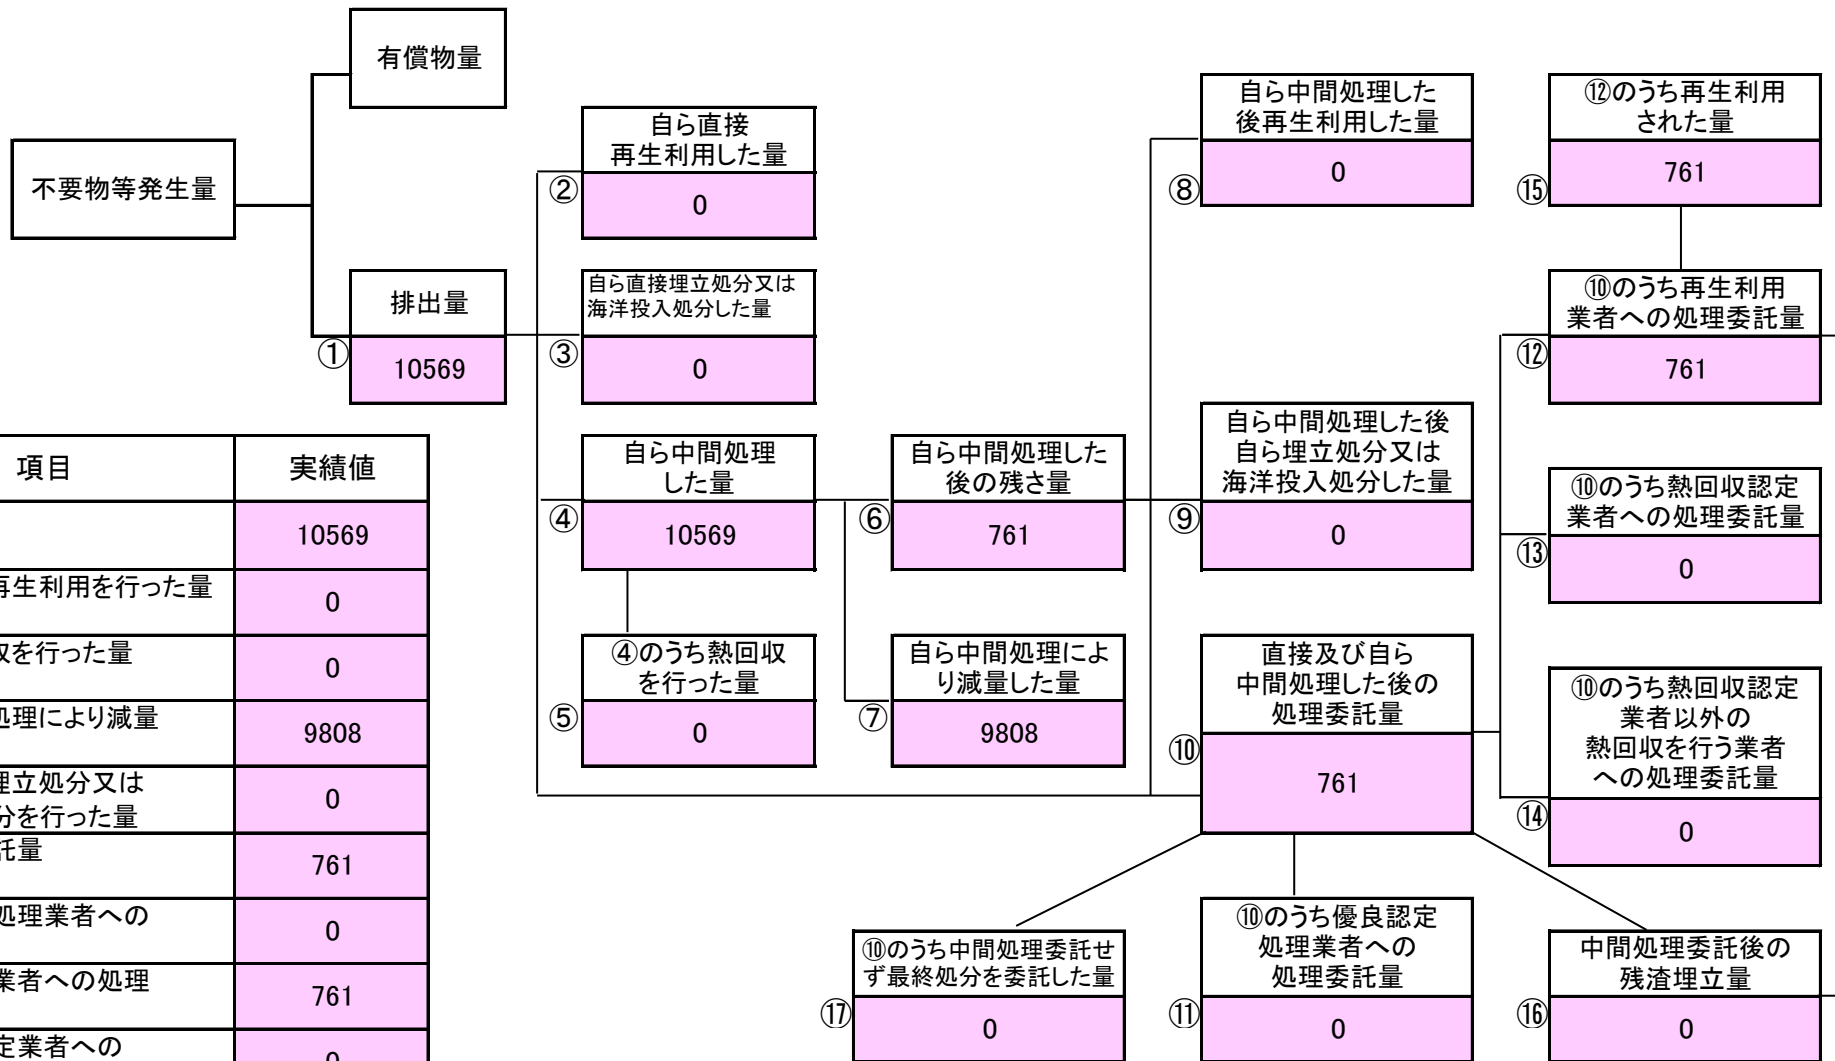 有償物量
不要物等発生量
排出量
①
10569
自ら直接
再生利用した量
②
0
自ら直接埋立処分又は
海洋投入処分した量
③
0
自ら中間処理
した量
④
10569
④のうち熱回収
を行った量
⑤
0
自ら中間処理した
後の残さ量
⑥
761
自ら中間処理によ
り減量した量
⑦
9808
自ら中間処理した
後再生利用した量
⑧
0
自ら中間処理した後
自ら埋立処分又は
海洋投入処分した量
⑨
0
直接及び自ら
中間処理した後の
処理委託量
⑩
761
⑫のうち再生利用
された量
⑮
761
⑩のうち再生利用
業者への処理委託量
⑫
761
⑩のうち熱回収認定
業者への処理委託量
⑬
0
⑩のうち熱回収認定
業者以外の
熱回収を行う業者
への処理委託量
⑭
0
⑩のうち中間処理委託せ
ず最終処分を委託した量
⑰
0
⑩のうち優良認定
処理業者への
処理委託量
⑪
0
中間処理委託後の
残渣埋立量
⑯
0
項目 実績値
10569
再生利用を行った量 0
を行った量 0
処理により減量 9808
埋立処分又は
を行った量 0
託量 761
処理業者への 0
業者への処理 761
定業者への 0